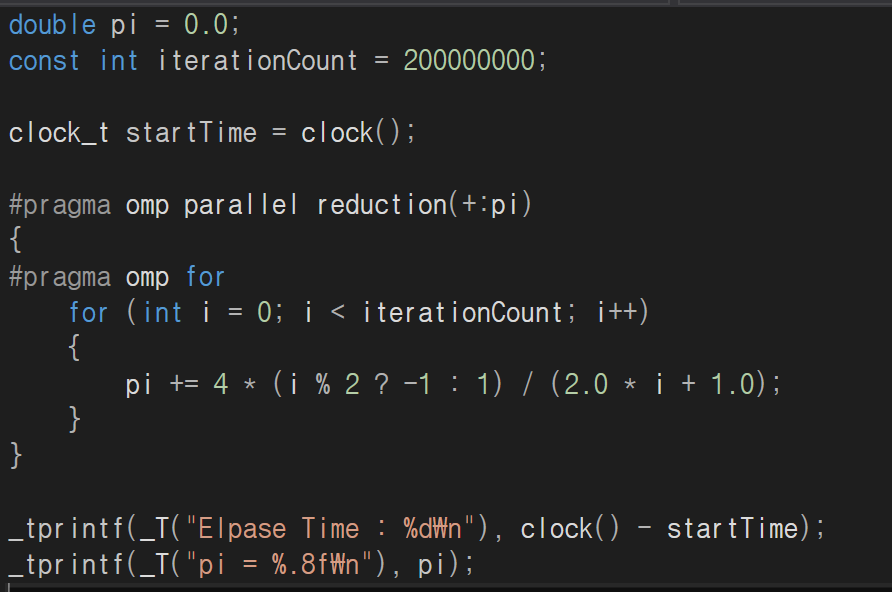 double pi = 0.0;
const int iterationCount = 200000000;
clock_t startTime = clock();
#pragma omp parallel reduction(+:pi)
{
#pragma omp for
for (int i = 0; i < iterationCount; i++)
{
pi += 4 * (i % 2 ? -1 : 1) / (2.0 * i + 1.0);
}
}
_tprintf(_T("Elpase Time : %d₩n"), clock() - startTime);
_tprintf(_T("pi = %.8f₩n"), pi);